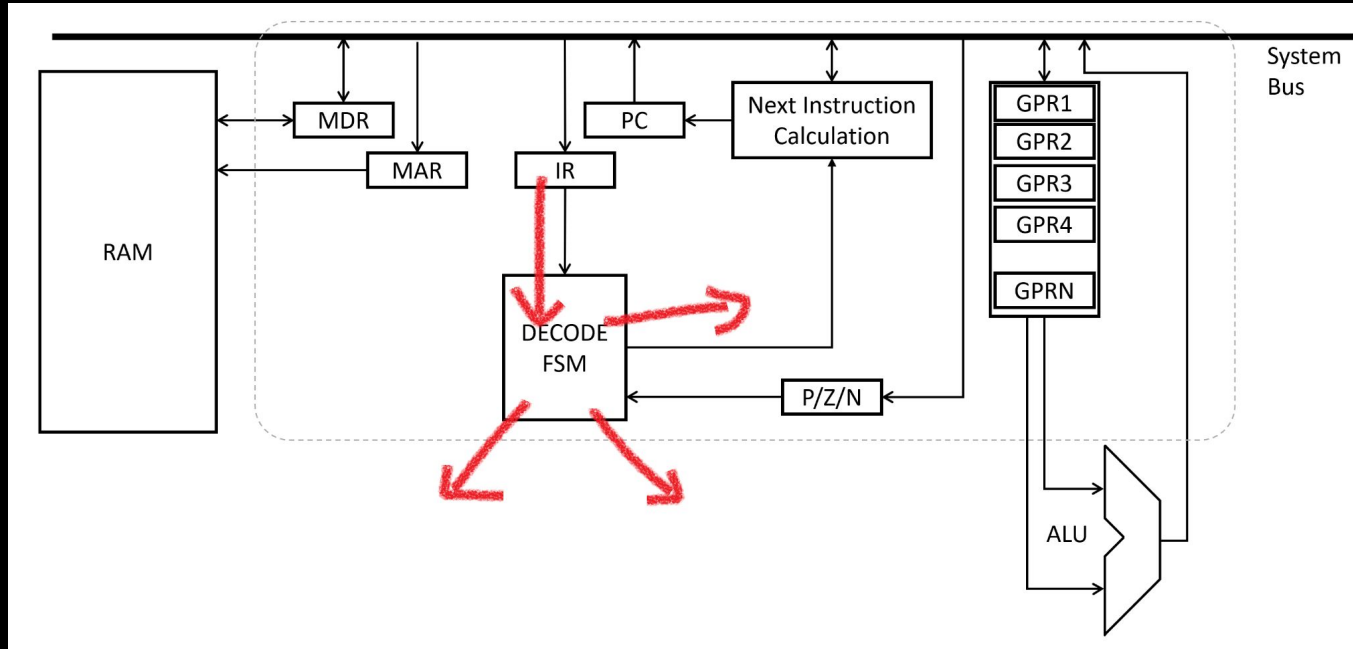 System
Bus
MDR
PC
Next Instruction
Calculation
GPR1
GPR2
GPR3
GPR4
GPRN
MAR
IR
RAM
DECODE
FSM
P/Z/N
ALU